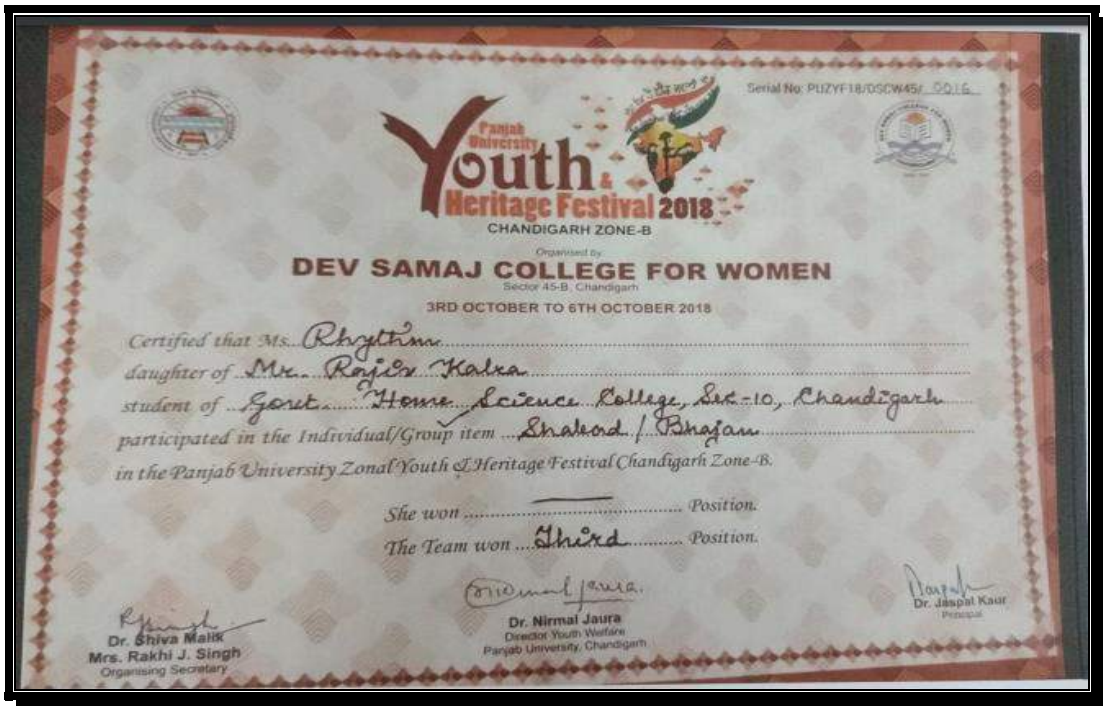 Serial No: PUZYF18/DSCW45/ 0016
Panjab
University
Youth &
Heritage Festival 2018
CHANDIGARH ZONE-B
Organised by
DEV SAMAJ COLLEGE FOR WOMEN
Sector 45-B, Chandigarh
3RD OCTOBER TO 6TH OCTOBER 2018
Certified that Ms. Rhythm
daughter of Mr. Rajiv Kalra
student of Govt. Home Science College, Sec-10, Chandigarh
participated in the Individual/Group item Shabad / Bhajan
in the Panjab University Zonal Youth & Heritage Festival Chandigarh Zone-B.
She won Position.
The Team won Third Position.
Dr. Shiva Malik
Mrs. Rakhi J. Singh
Organising Secretary
Nirmal Jaura.
Dr. Nirmal Jaura
Director Youth Welfare
Panjab University, Chandigarh
Dr. Jaspal Kaur
Principal